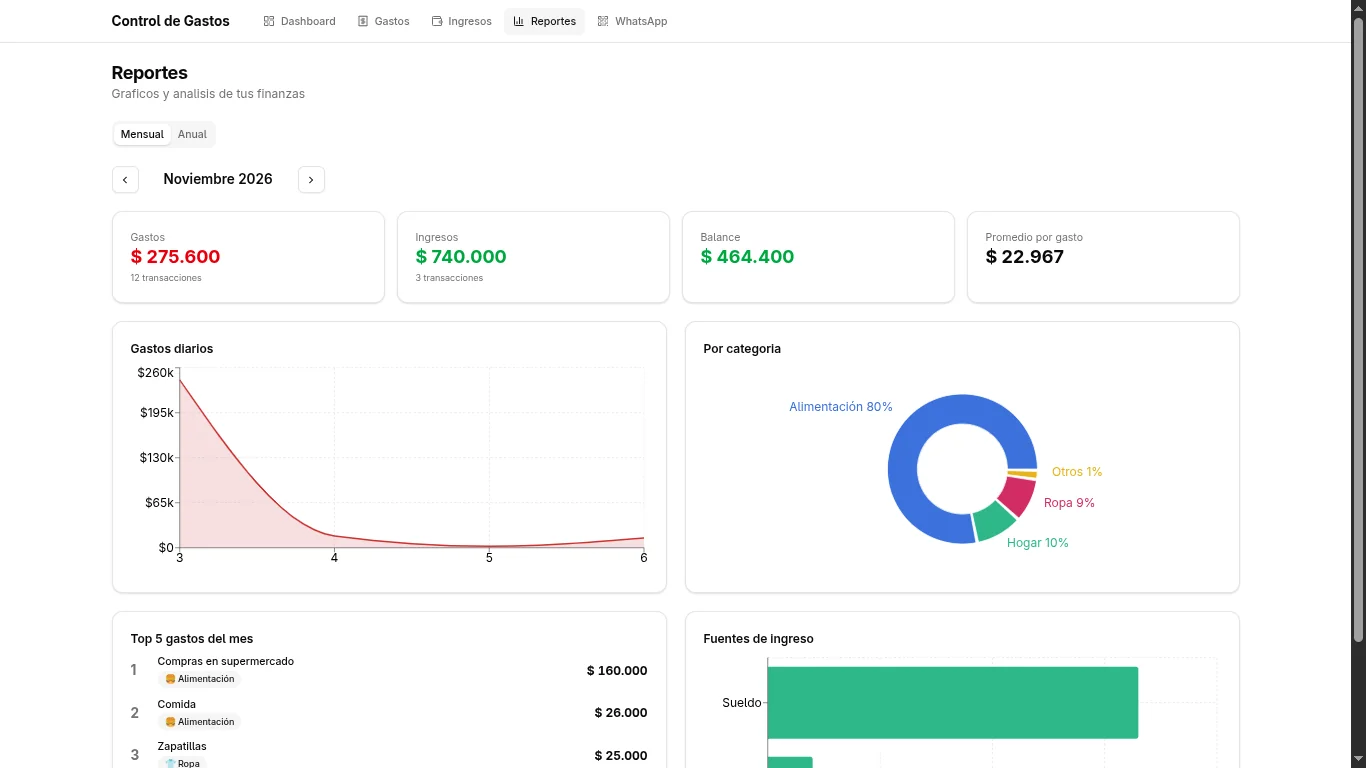 Control de Gastos
Dashboard
Gastos
Ingresos
Reportes
WhatsApp
Reportes
Graficos y analisis de tus finanzas
Mensual
Anual
Noviembre 2026
Gastos
$ 275.600
12 transacciones
Ingresos
$ 740.000
3 transacciones
Balance
$ 464.400
Promedio por gasto
$ 22.967
Gastos diarios
$260k
$195k
$130k
$65k
$0
3
4
5
6
Por categoria
Alimentación 80%
Otros 1%
Ropa 9%
Hogar 10%
Top 5 gastos del mes
1
Compras en supermercado
Alimentación
$ 160.000
2
Comida
Alimentación
$ 26.000
3
Zapatillas
Ropa
$ 25.000
Fuentes de ingreso
Sueldo